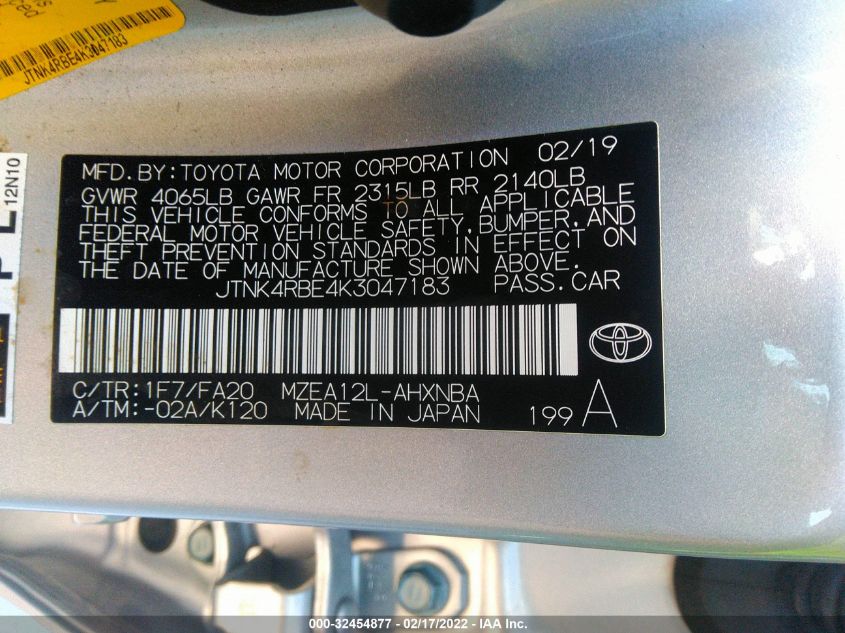 JTNK4RBE4K3047183
12N10
MFD.BY:TOYOTA MOTOR CORPORATION 02/19
GVWR 4065LB GAWR FR 2315LB RR 2140LB
THIS VEHICLE CONFORMS TO ALL APPLICABLE
FEDERAL MOTOR VEHICLE SAFETY,BUMPER,AND
THEFT PREVENTION STANDARDS IN EFFECT ON
THE DATE OF MANUFACTURE SHOWN ABOVE.
JTNK4RBE4K3047183 PASS.CAR
C/TR:1F7/FA20 MZEA12L-AHXNBA
A/TM:-02A/K120 MADE IN JAPAN 199 A
000-32454877 - 02/17/2022 - IAA Inc.